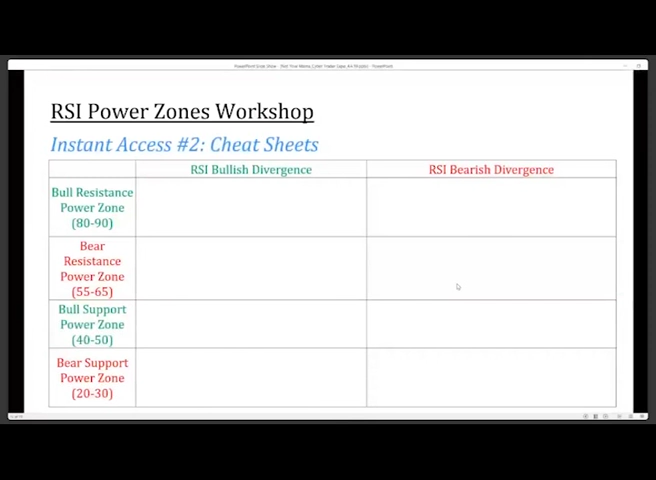 RSI Power Zones Workshop
Instant Access #2: Cheat Sheets
RSI Bullish Divergence
RSI Bearish Divergence
Bull Resistance
Power Zone
(80-90)
Bear
Resistance
Power Zone
(55-65)
Bull Support
Power Zone
(40-50)
Bear Support
Power Zone
(20-30)